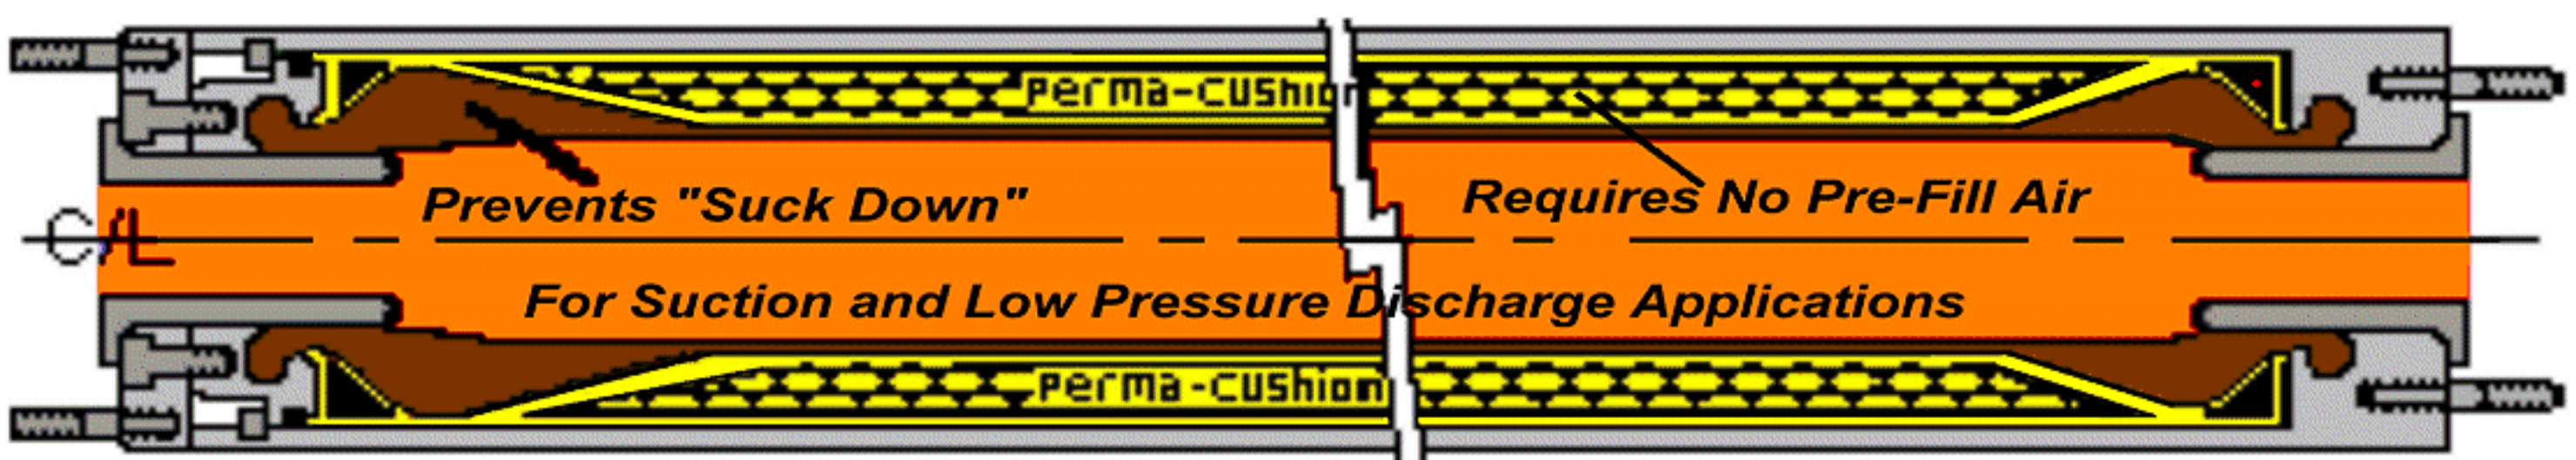 Perma-Cushion
Prevents "Suck Down"
Requires No Pre-Fill Air
CL
For Suction and Low Pressure Discharge Applications
Perma-Cushion